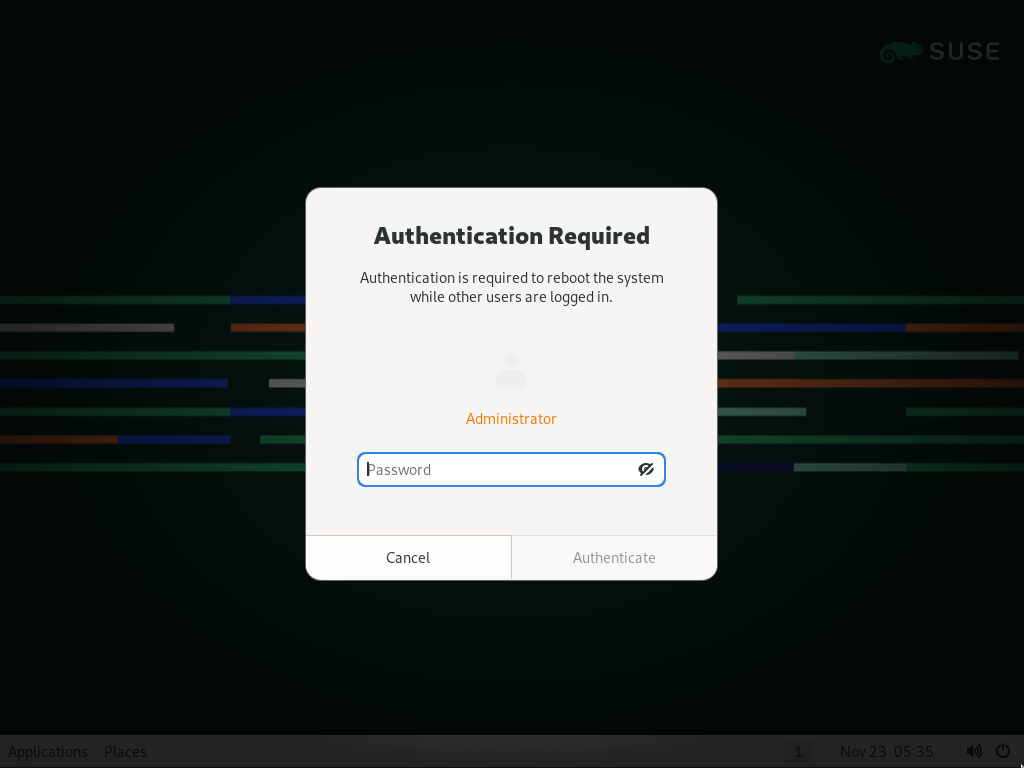 SUSE
Authentication Required
Authentication is required to reboot the system
while other users are logged in.
Administrator
Password
Cancel
Authenticate
Applications
Places
1
Nov 23 05:35